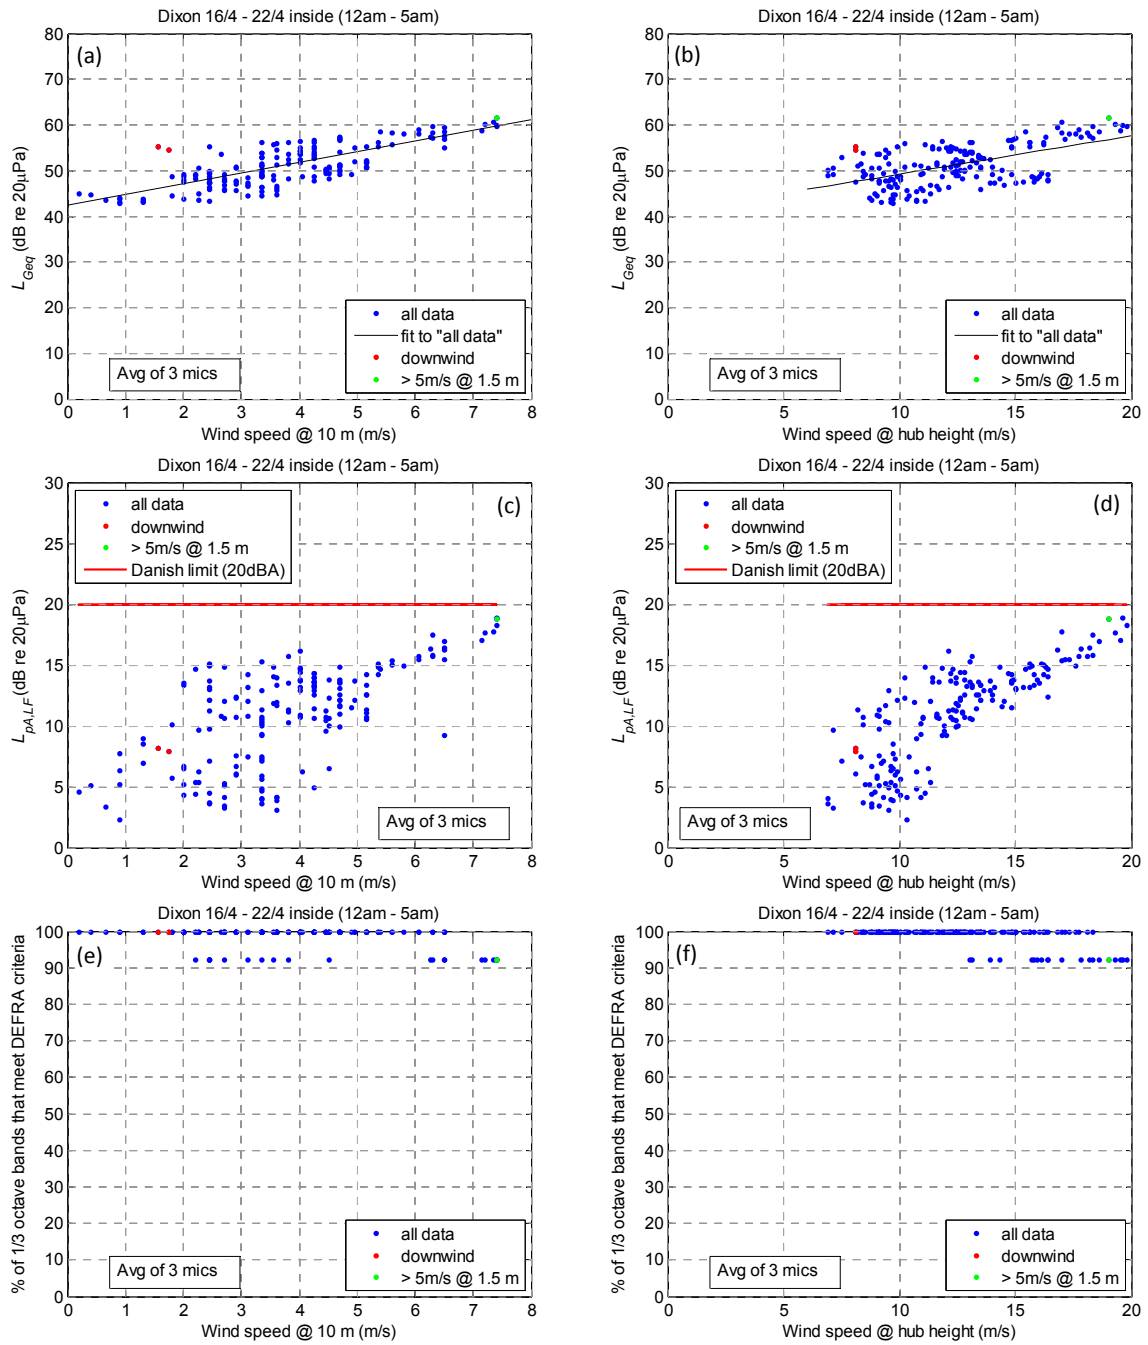 Dixon 16/4 - 22/4 inside (12am - 5am)
(a)
80
70
60
50
40
30
20
10
0
L_Geq (dB re 20µPa)
all data
fit to "all data"
downwind
> 5m/s @ 1.5 m
Avg of 3 mics
0 1 2 3 4 5 6 7 8
Wind speed @ 10 m (m/s)
Dixon 16/4 - 22/4 inside (12am - 5am)
(b)
80
70
60
50
40
30
20
10
0
L_Geq (dB re 20µPa)
all data
fit to "all data"
downwind
> 5m/s @ 1.5 m
Avg of 3 mics
0 5 10 15 20
Wind speed @ hub height (m/s)
Dixon 16/4 - 22/4 inside (12am - 5am)
(c)
30
25
20
15
10
5
0
L_pA,LF (dB re 20µPa)
all data
downwind
> 5m/s @ 1.5 m
Danish limit (20dBA)
Avg of 3 mics
0 1 2 3 4 5 6 7 8
Wind speed @ 10 m (m/s)
Dixon 16/4 - 22/4 inside (12am - 5am)
(d)
30
25
20
15
10
5
0
L_pA,LF (dB re 20µPa)
all data
downwind
> 5m/s @ 1.5 m
Danish limit (20dBA)
Avg of 3 mics
0 5 10 15 20
Wind speed @ hub height (m/s)
Dixon 16/4 - 22/4 inside (12am - 5am)
(e)
100
90
80
70
60
50
40
30
20
10
0
% of 1/3 octave bands that meet DEFRA criteria
all data
downwind
> 5m/s @ 1.5 m
Avg of 3 mics
0 1 2 3 4 5 6 7 8
Wind speed @ 10 m (m/s)
Dixon 16/4 - 22/4 inside (12am - 5am)
(f)
100
90
80
70
60
50
40
30
20
10
0
% of 1/3 octave bands that meet DEFRA criteria
all data
downwind
> 5m/s @ 1.5 m
Avg of 3 mics
0 5 10 15 20
Wind speed @ hub height (m/s)